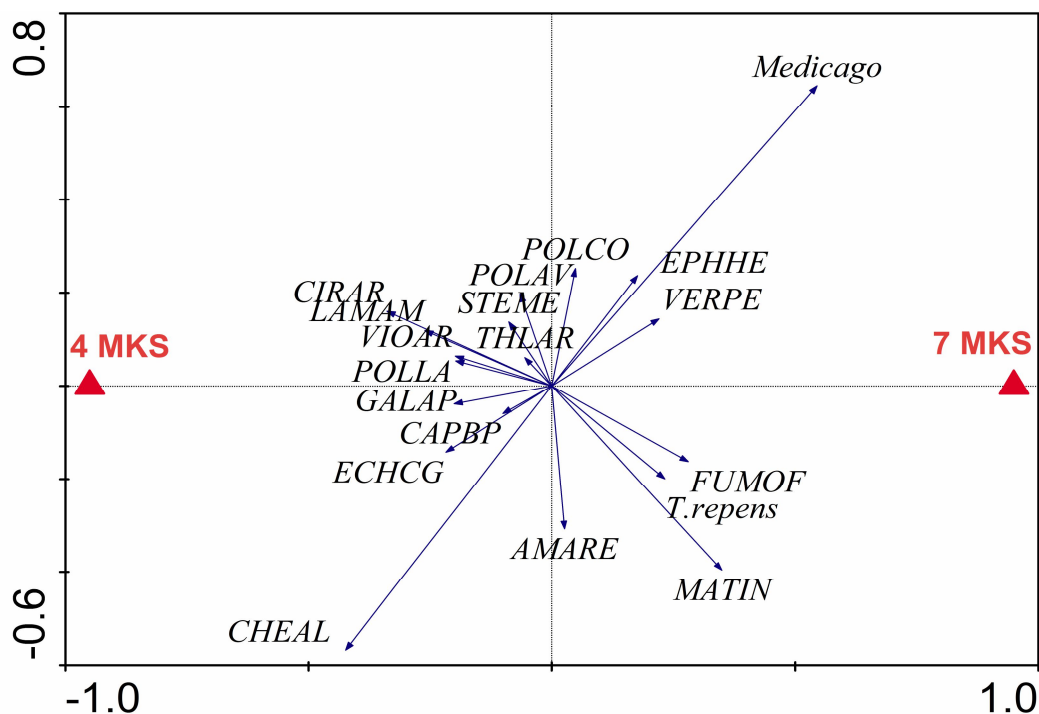 0.8
Medicago
POLCO
EPHHE
POLAV
CIRAR
STEME
VERPE
LAMAM
VIOAR
THLAR
4 MKS
7 MKS
POLLA
GALAP
CAPBP
ECHCG
FUMOF
T.repens
AMARE
MATIN
CHEAL
-0.6
-1.0
1.0